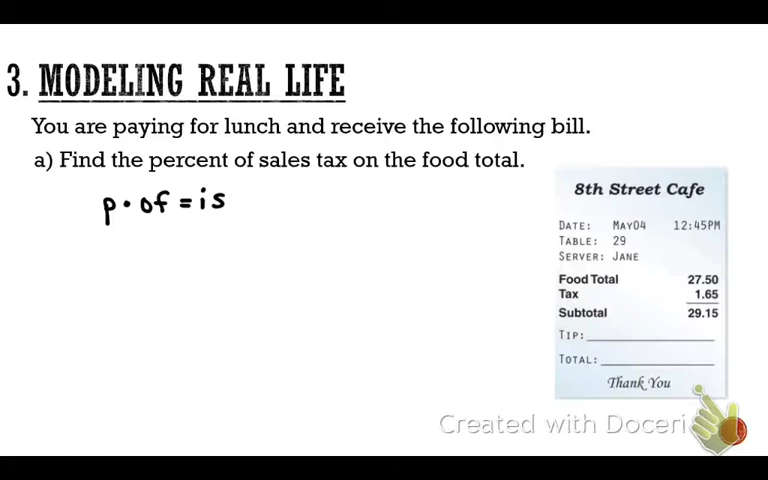 3. MODELING REAL LIFE
You are paying for lunch and receive the following bill.
a) Find the percent of sales tax on the food total.
p · of = is
8th Street Cafe
DATE: MAY04 12:45PM
TABLE: 29
SERVER: JANE
Food Total 27.50
Tax 1.65
Subtotal 29.15
TIP:
TOTAL:
Thank You
Created with Doceri